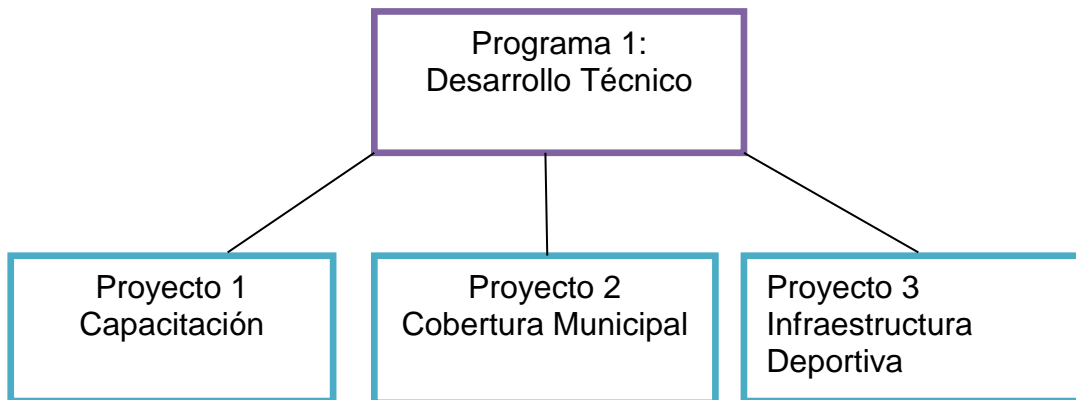 Programa 1:
Desarrollo Técnico
Proyecto 1
Capacitación
Proyecto 2
Cobertura Municipal
Proyecto 3
Infraestructura
Deportiva